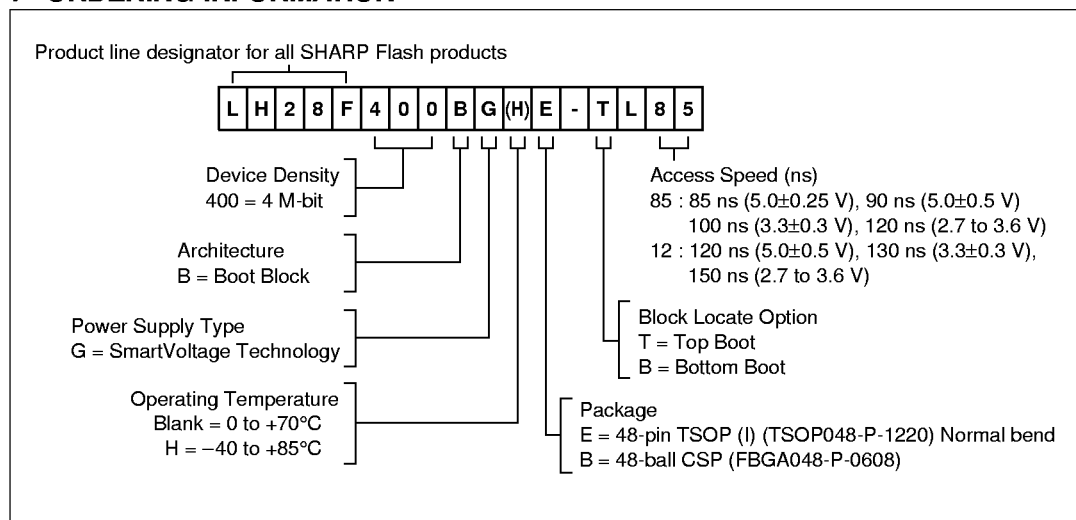 Product line designator for all SHARP Flash products
L H 2 8 F 4 0 0 B G (H) E - T L 8 5
Device Density
400 = 4 M-bit
Architecture
B = Boot Block
Power Supply Type
G = SmartVoltage Technology
Operating Temperature
Blank = 0 to +70°C
H = −40 to +85°C
Access Speed (ns)
85 : 85 ns (5.0±0.25 V), 90 ns (5.0±0.5 V)
100 ns (3.3±0.3 V), 120 ns (2.7 to 3.6 V)
12 : 120 ns (5.0±0.5 V), 130 ns (3.3±0.3 V),
150 ns (2.7 to 3.6 V)
Block Locate Option
T = Top Boot
B = Bottom Boot
Package
E = 48-pin TSOP (I) (TSOP048-P-1220) Normal bend
B = 48-ball CSP (FBGA048-P-0608)